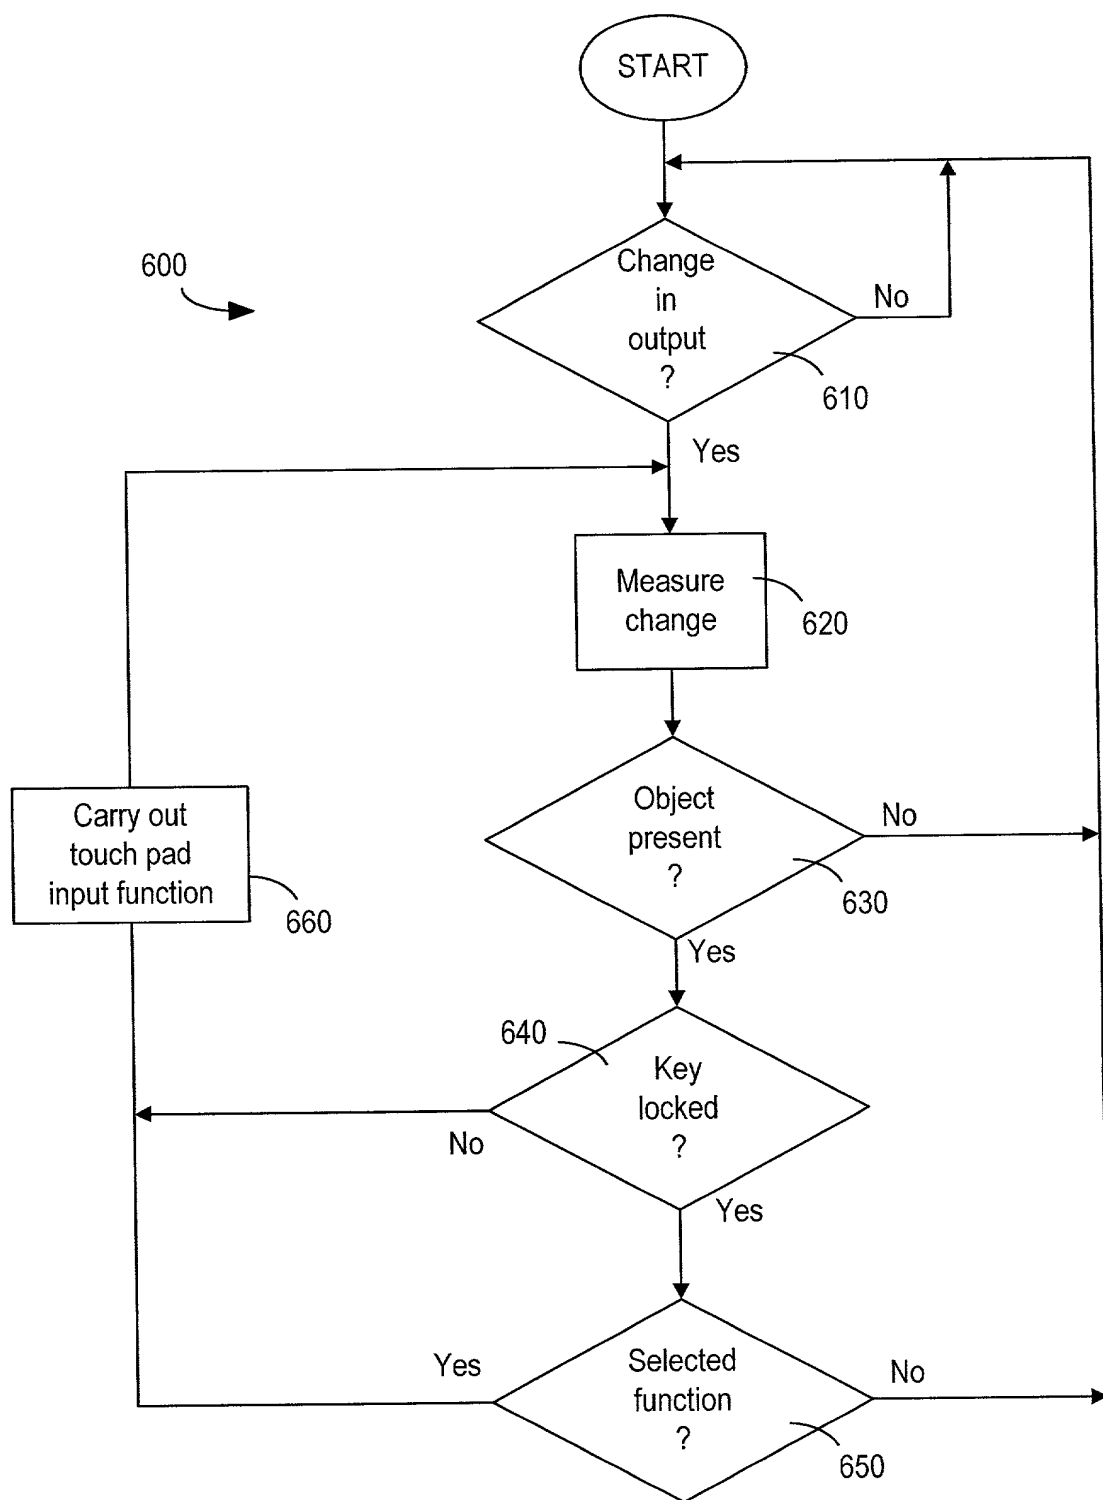 START
600
Change
in
output
?
No
610
Yes
Measure
change
620
Object
present
?
No
630
Carry out
touch pad
input function
660
Yes
640
Key
locked
?
No
Yes
Yes
Selected
function
?
No
650